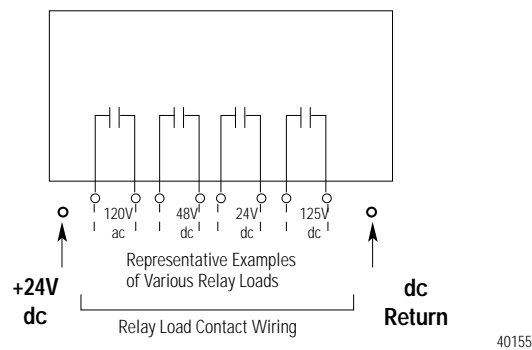 120V 48V 24V 125V
ac dc dc dc
Representative Examples
of Various Relay Loads
+24V
dc
dc
Return
Relay Load Contact Wiring
40155